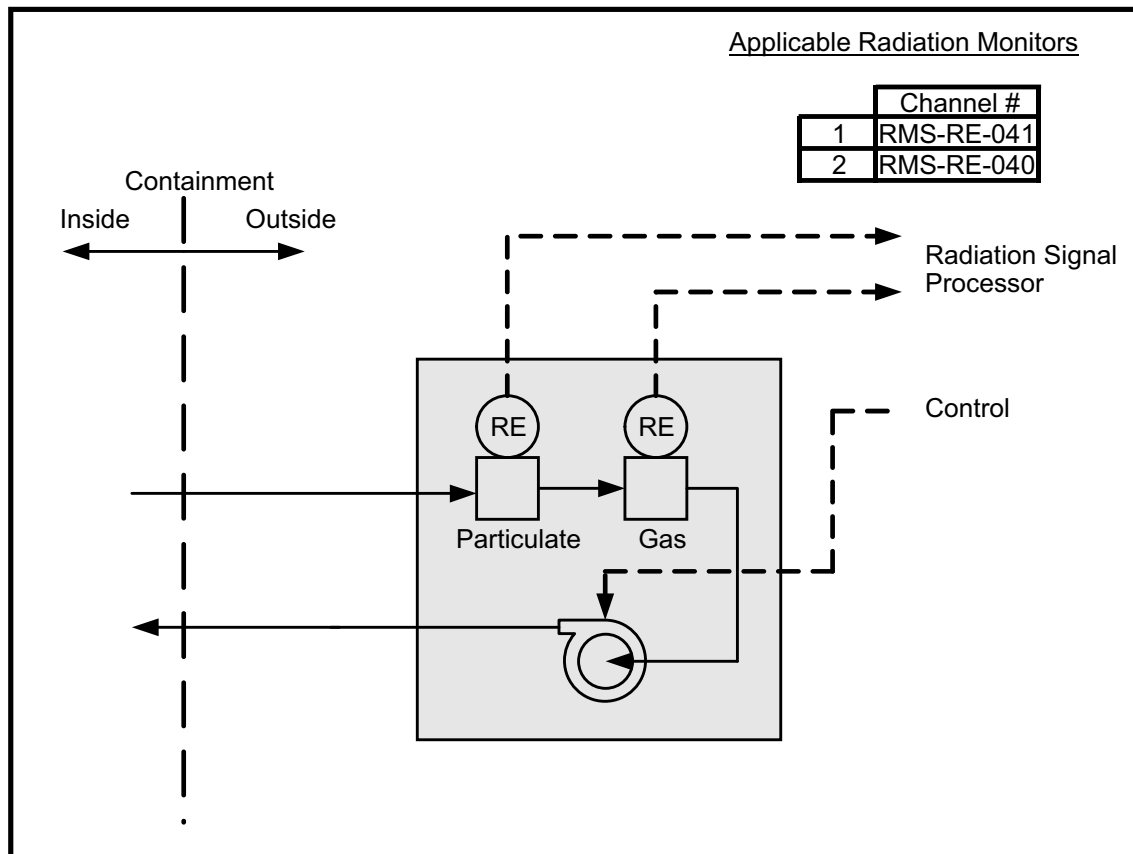 Applicable Radiation Monitors
Channel #
1 RMS-RE-041
2 RMS-RE-040
Containment
Inside Outside
Radiation Signal
Processor
Control
RE RE
Particulate Gas